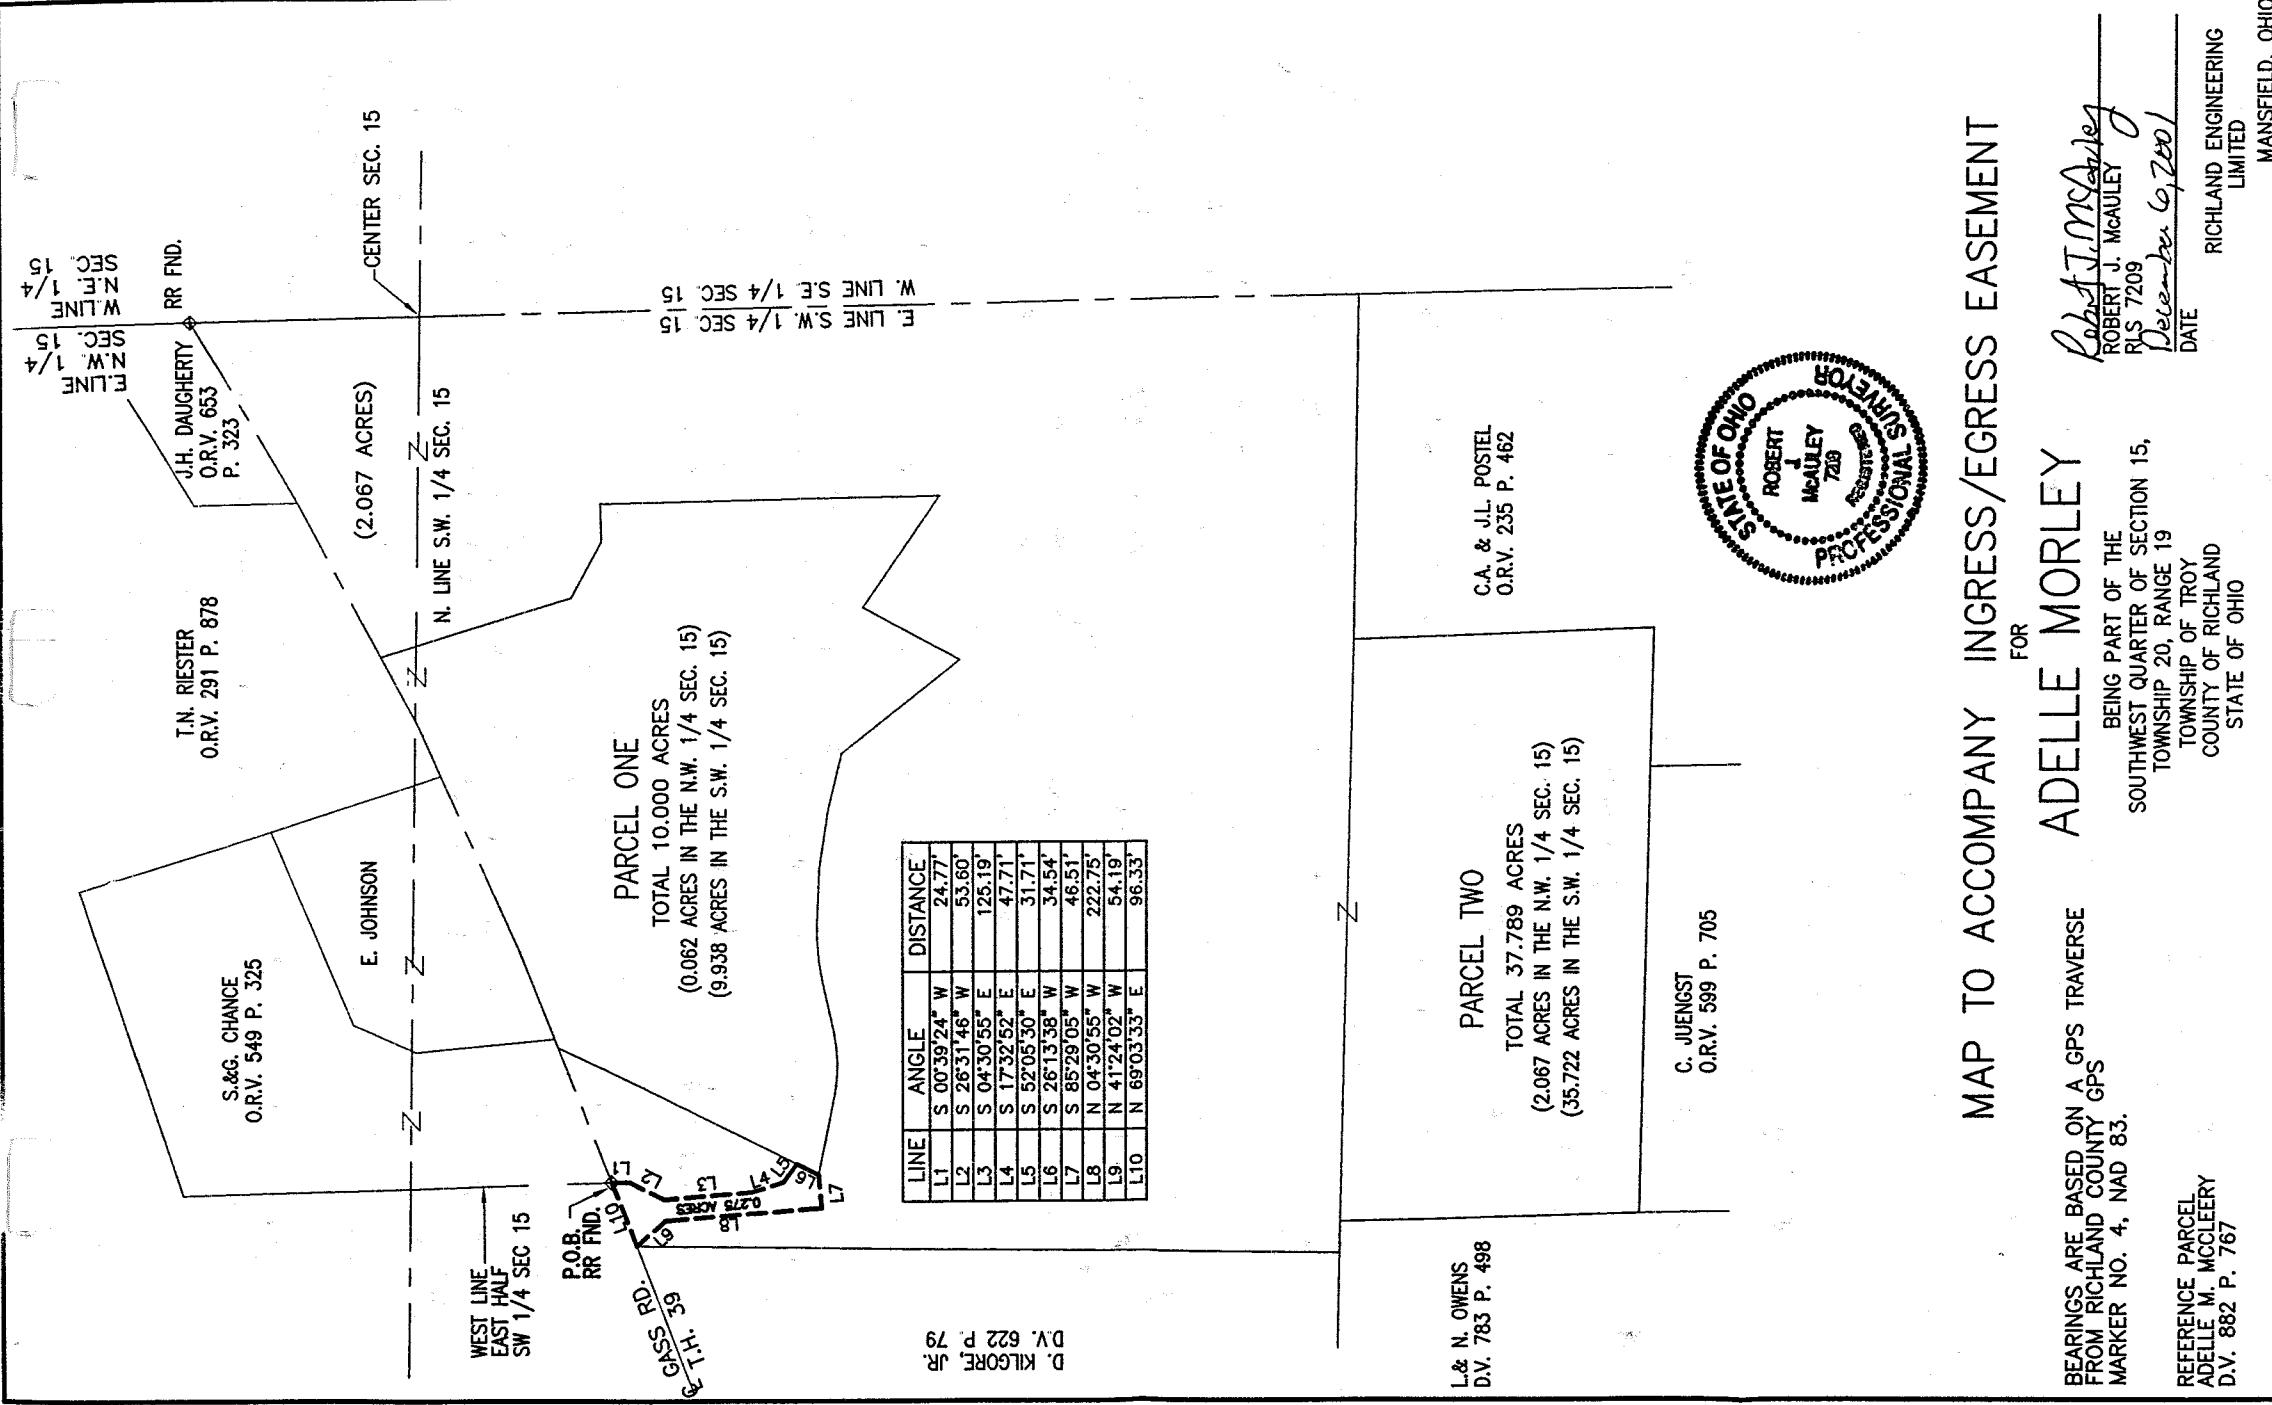 S.&G. CHANCE
O.R.V. 549 P. 325
E. JOHNSON
T.N. RIESTER
O.R.V. 291 P. 878
J.H. DAUGHERTY
O.R.V. 653
P. 323
E.LINE
N.W. 1/4
SEC. 15
W.LINE
N.E. 1/4
SEC. 15
RR FND.
CENTER SEC. 15
(2.067 ACRES)
N. LINE S.W. 1/4 SEC. 15
WEST LINE
EAST HALF
SW 1/4 SEC 15
P.O.B.
RR FND.
GASS RD.
T.H. 39
L1
L2
L3
L4
L5
L6
L7
L8
L9
L10
0.275 ACRES
PARCEL ONE
TOTAL 10.000 ACRES
(0.062 ACRES IN THE N.W. 1/4 SEC. 15)
(9.938 ACRES IN THE S.W. 1/4 SEC. 15)
E. LINE S.W. 1/4 SEC. 15
W. LINE S.E. 1/4 SEC. 15
D. KILGORE, JR.
D.V. 622 P. 79
LINE ANGLE DISTANCE
L1 S 00°39'24" W 24.77'
L2 S 26°31'46" W 53.60'
L3 S 04°30'55" E 125.19'
L4 S 17°32'52" E 47.71'
L5 S 52°05'30" E 31.71'
L6 S 26°13'38" W 34.54'
L7 S 85°29'05" W 46.51'
L8 N 04°30'55" W 222.75'
L9 N 41°24'02" W 54.19'
L10 N 69°03'33" E 96.33'
L.& N. OWENS
D.V. 783 P. 498
PARCEL TWO
TOTAL 37.789 ACRES
(2.067 ACRES IN THE N.W. 1/4 SEC. 15)
(35.722 ACRES IN THE S.W. 1/4 SEC. 15)
C.A. & J.L. POSTEL
O.R.V. 235 P. 462
C. JUENGST
O.R.V. 599 P. 705
STATE OF OHIO
ROBERT
J.
McAULEY
7209
REGISTERED
PROFESSIONAL SURVEYOR
MAP TO ACCOMPANY INGRESS/EGRESS EASEMENT
FOR
ADELLE MORLEY
BEING PART OF THE
SOUTHWEST QUARTER OF SECTION 15,
TOWNSHIP 20, RANGE 19
TOWNSHIP OF TROY
COUNTY OF RICHLAND
STATE OF OHIO
BEARINGS ARE BASED ON A GPS TRAVERSE
FROM RICHLAND COUNTY GPS
MARKER NO. 4, NAD 83.
REFERENCE PARCEL
ADELLE M. MCCLEERY
D.V. 882 P. 767
Robert J. McAuley
ROBERT J. McAULEY
RLS 7209
December 6, 2001
DATE
RICHLAND ENGINEERING
LIMITED
MANSFIELD, OHIO